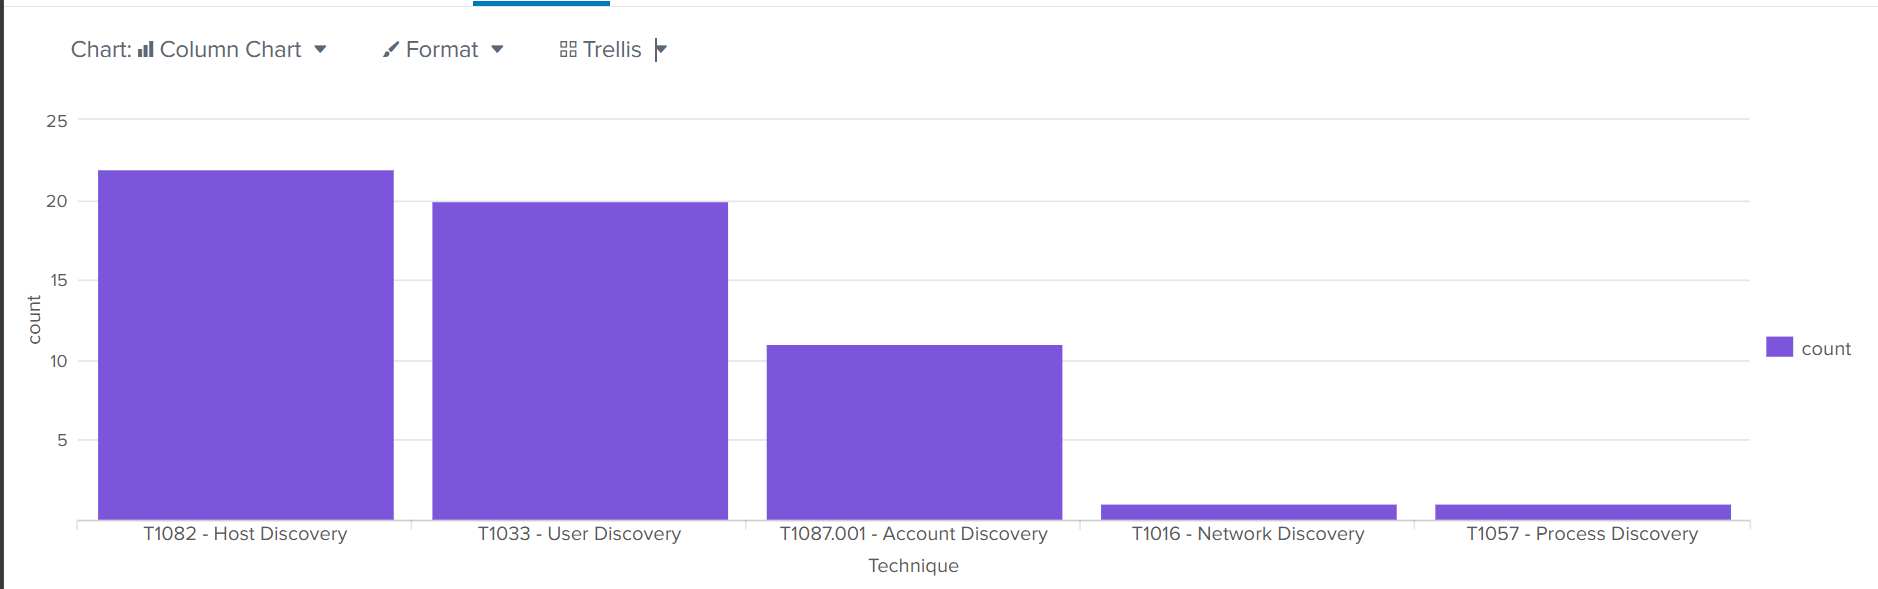 Chart: Column Chart Format Trellis
25
20
15
10
5
count
count
T1082 - Host Discovery T1033 - User Discovery T1087.001 - Account Discovery T1016 - Network Discovery T1057 - Process Discovery
Technique